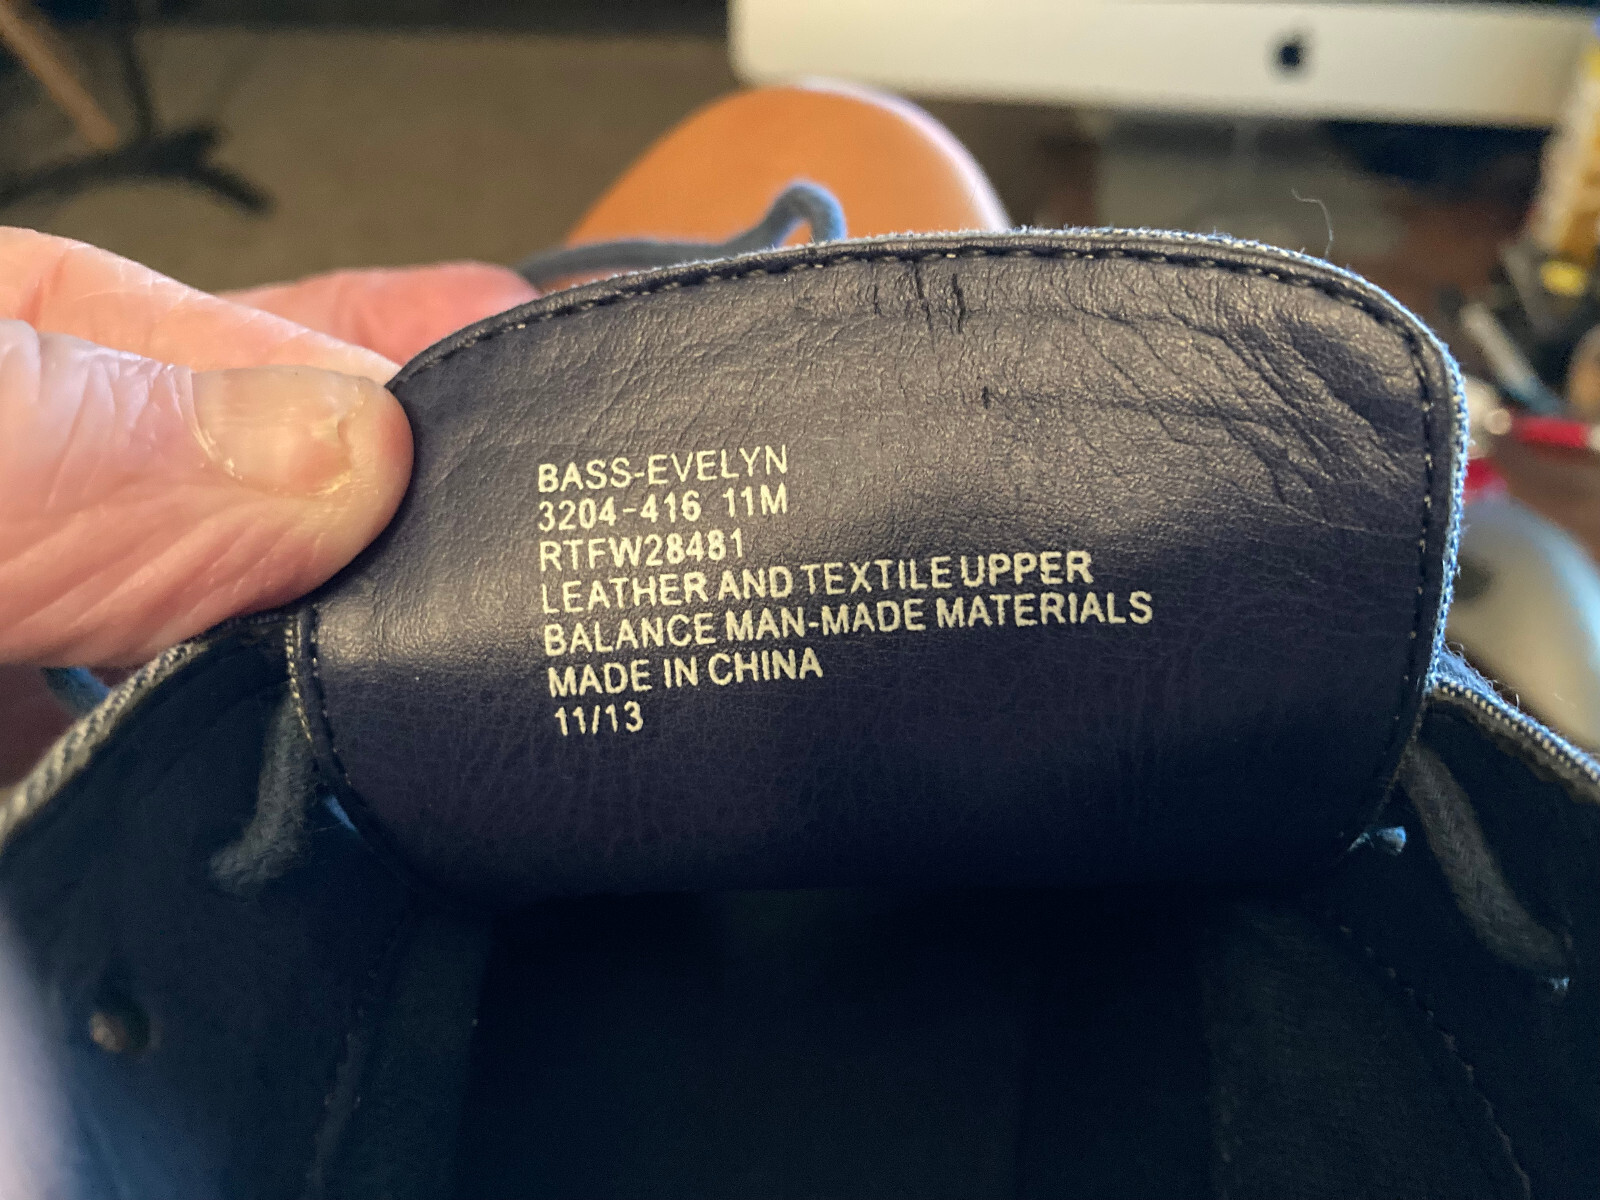 BASS-EVELYN
3204-416 11M
RTFW28481
LEATHER AND TEXTILE UPPER
BALANCE MAN-MADE MATERIALS
MADE IN CHINA
11/13